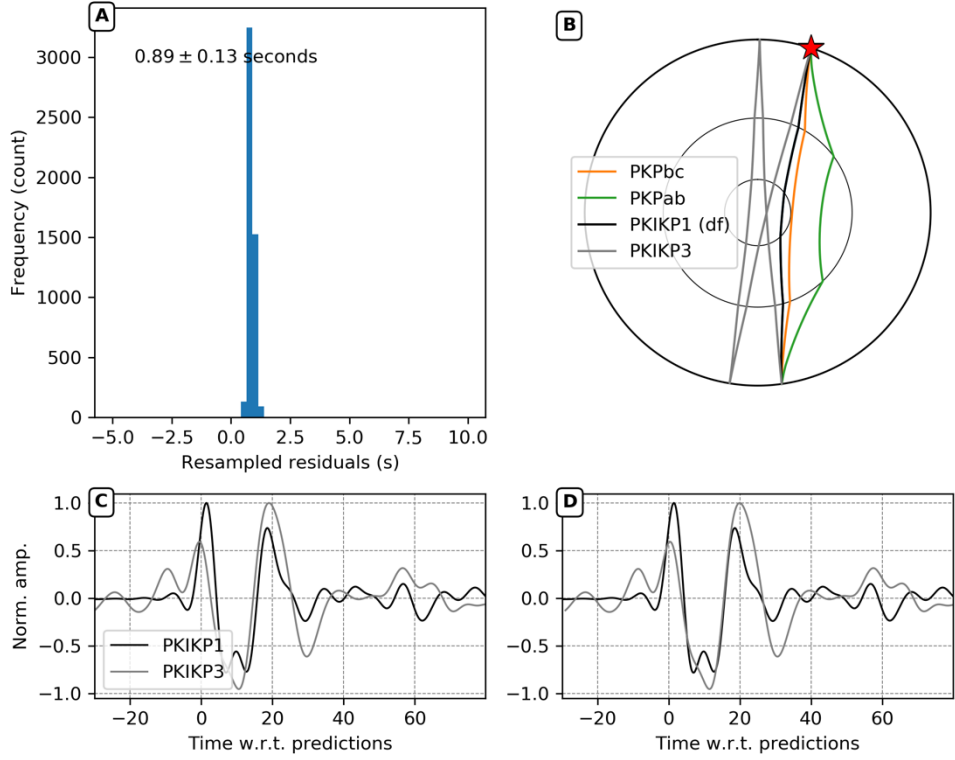 A
0.89 ± 0.13 seconds
Frequency (count)
3000
2500
2000
1500
1000
500
0
−5.0 −2.5 0.0 2.5 5.0 7.5 10.0
Resampled residuals (s)
B
PKPbc
PKPab
PKIKP1 (df)
PKIKP3
C
Norm. amp.
1.0
0.5
0.0
−0.5
−1.0
PKIKP1
PKIKP3
−20 0 20 40 60
Time w.r.t. predictions
D
1.0
0.5
0.0
−0.5
−1.0
−20 0 20 40 60
Time w.r.t. predictions